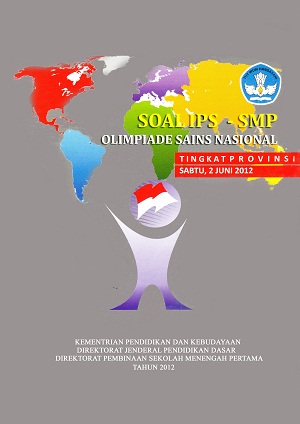 SOAL IPS - SMP
OLIMPIADE SAINS NASIONAL
TINGKAT PROVINSI
SABTU, 2 JUNI 2012
KEMENTRIAN PENDIDIKAN DAN KEBUDAYAAN
DIREKTORAT JENDERAL PENDIDIKAN DASAR
DIREKTORAT PEMBINAAN SEKOLAH MENENGAH PERTAMA
TAHUN 2012